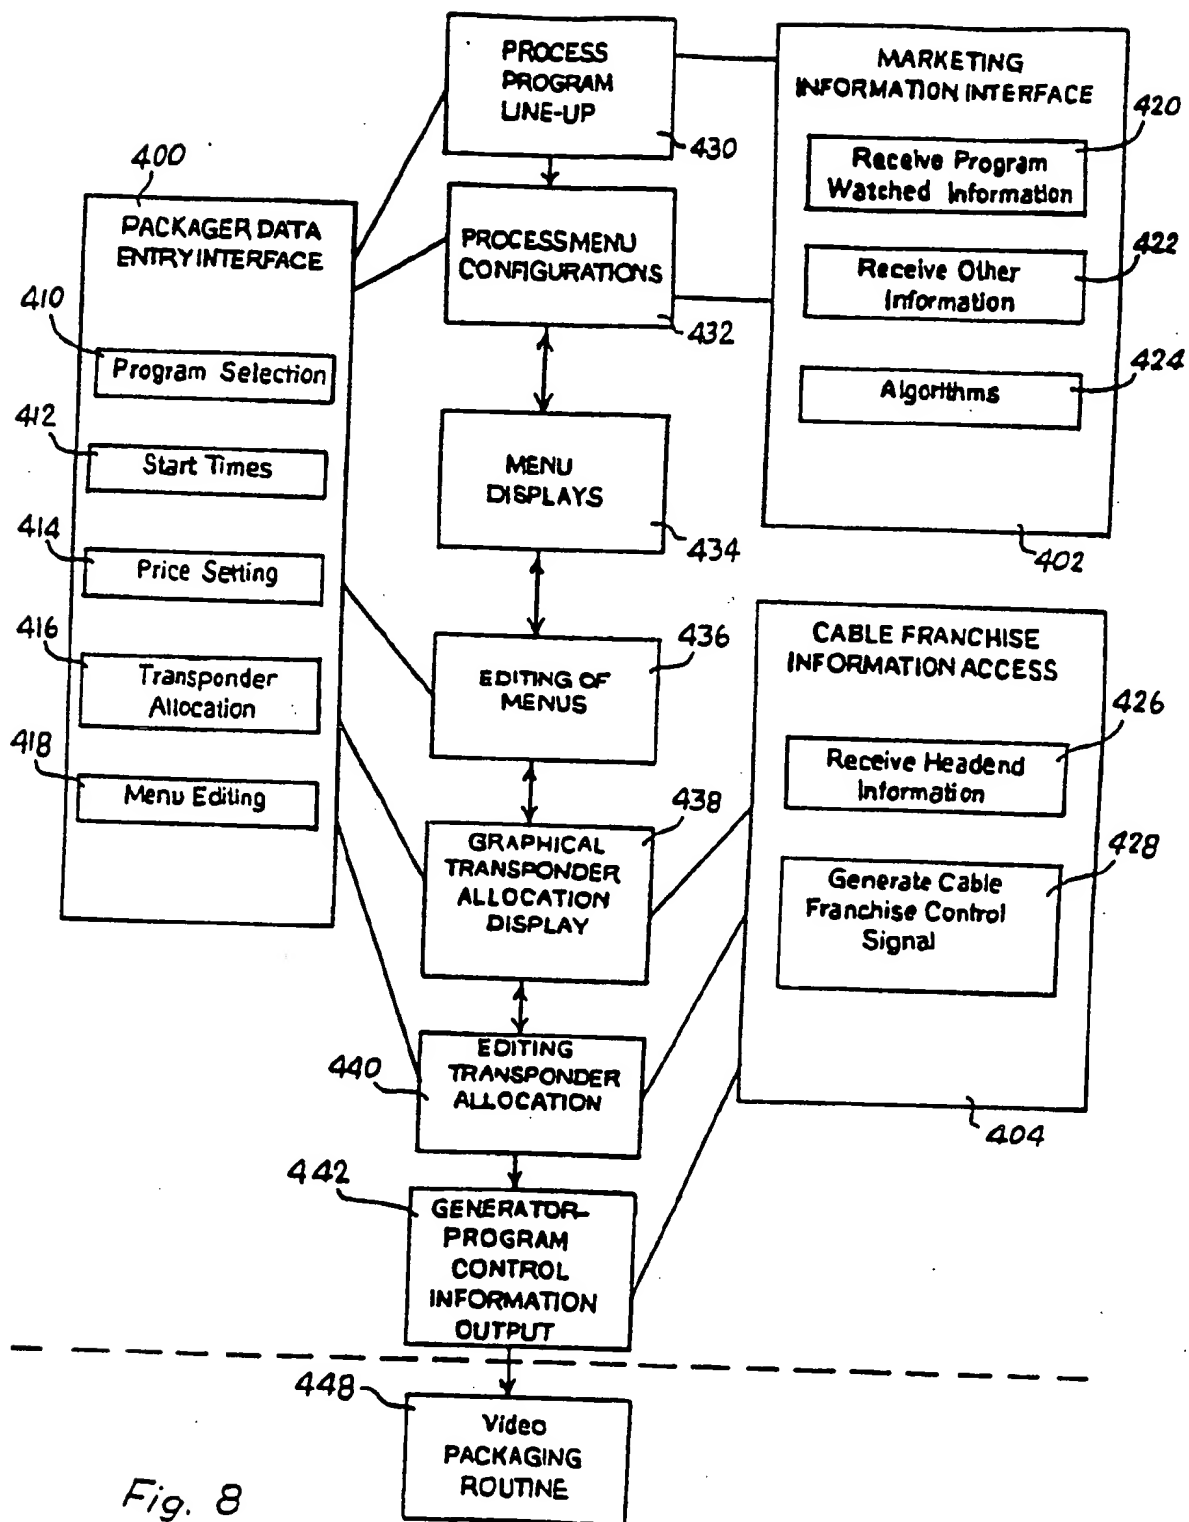 PROCESS
PROGRAM
LINE-UP
430
MARKETING
INFORMATION INTERFACE
420
Receive Program
Watched Information
422
Receive Other
Information
424
Algorithms
402
400
PACKAGER DATA
ENTRY INTERFACE
410
Program Selection
412
Start Times
414
Price Setting
416
Transponder
Allocation
418
Menu Editing
PROCESS MENU
CONFIGURATIONS
432
MENU
DISPLAYS
434
436
EDITING OF
MENUS
438
GRAPHICAL
TRANSPONDER
ALLOCATION
DISPLAY
440
EDITING
TRANSPONDER
ALLOCATION
CABLE FRANCHISE
INFORMATION ACCESS
426
Receive Headend
Information
428
Generate Cable
Franchise Control
Signal
404
442
GENERATOR-
PROGRAM
CONTROL
INFORMATION
OUTPUT
448
Video
PACKAGING
ROUTINE
Fig. 8